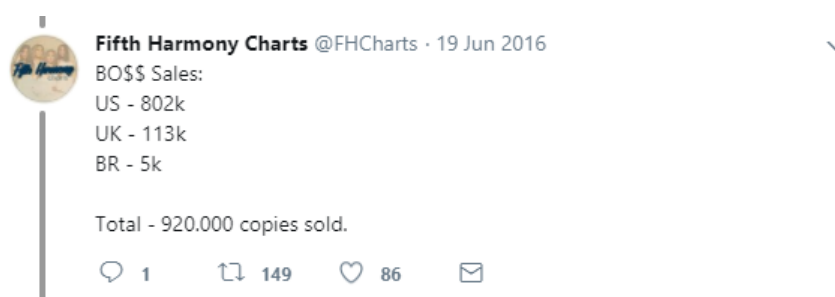 Fifth Harmony Charts @FHCharts · 19 Jun 2016
BO$$ Sales:
US - 802k
UK - 113k
BR - 5k
Total - 920.000 copies sold.
1 149 86